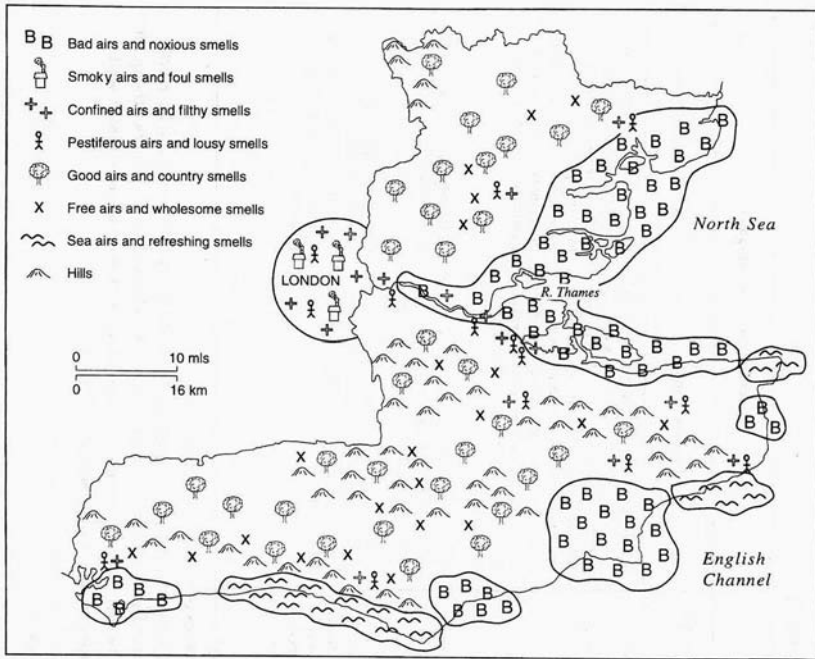 B B Bad airs and noxious smells
Smoky airs and foul smells
Confined airs and filthy smells
Pestiferous airs and lousy smells
Good airs and country smells
X Free airs and wholesome smells
Sea airs and refreshing smells
Hills
North Sea
LONDON
R. Thames
0 10 mls
0 16 km
English
Channel